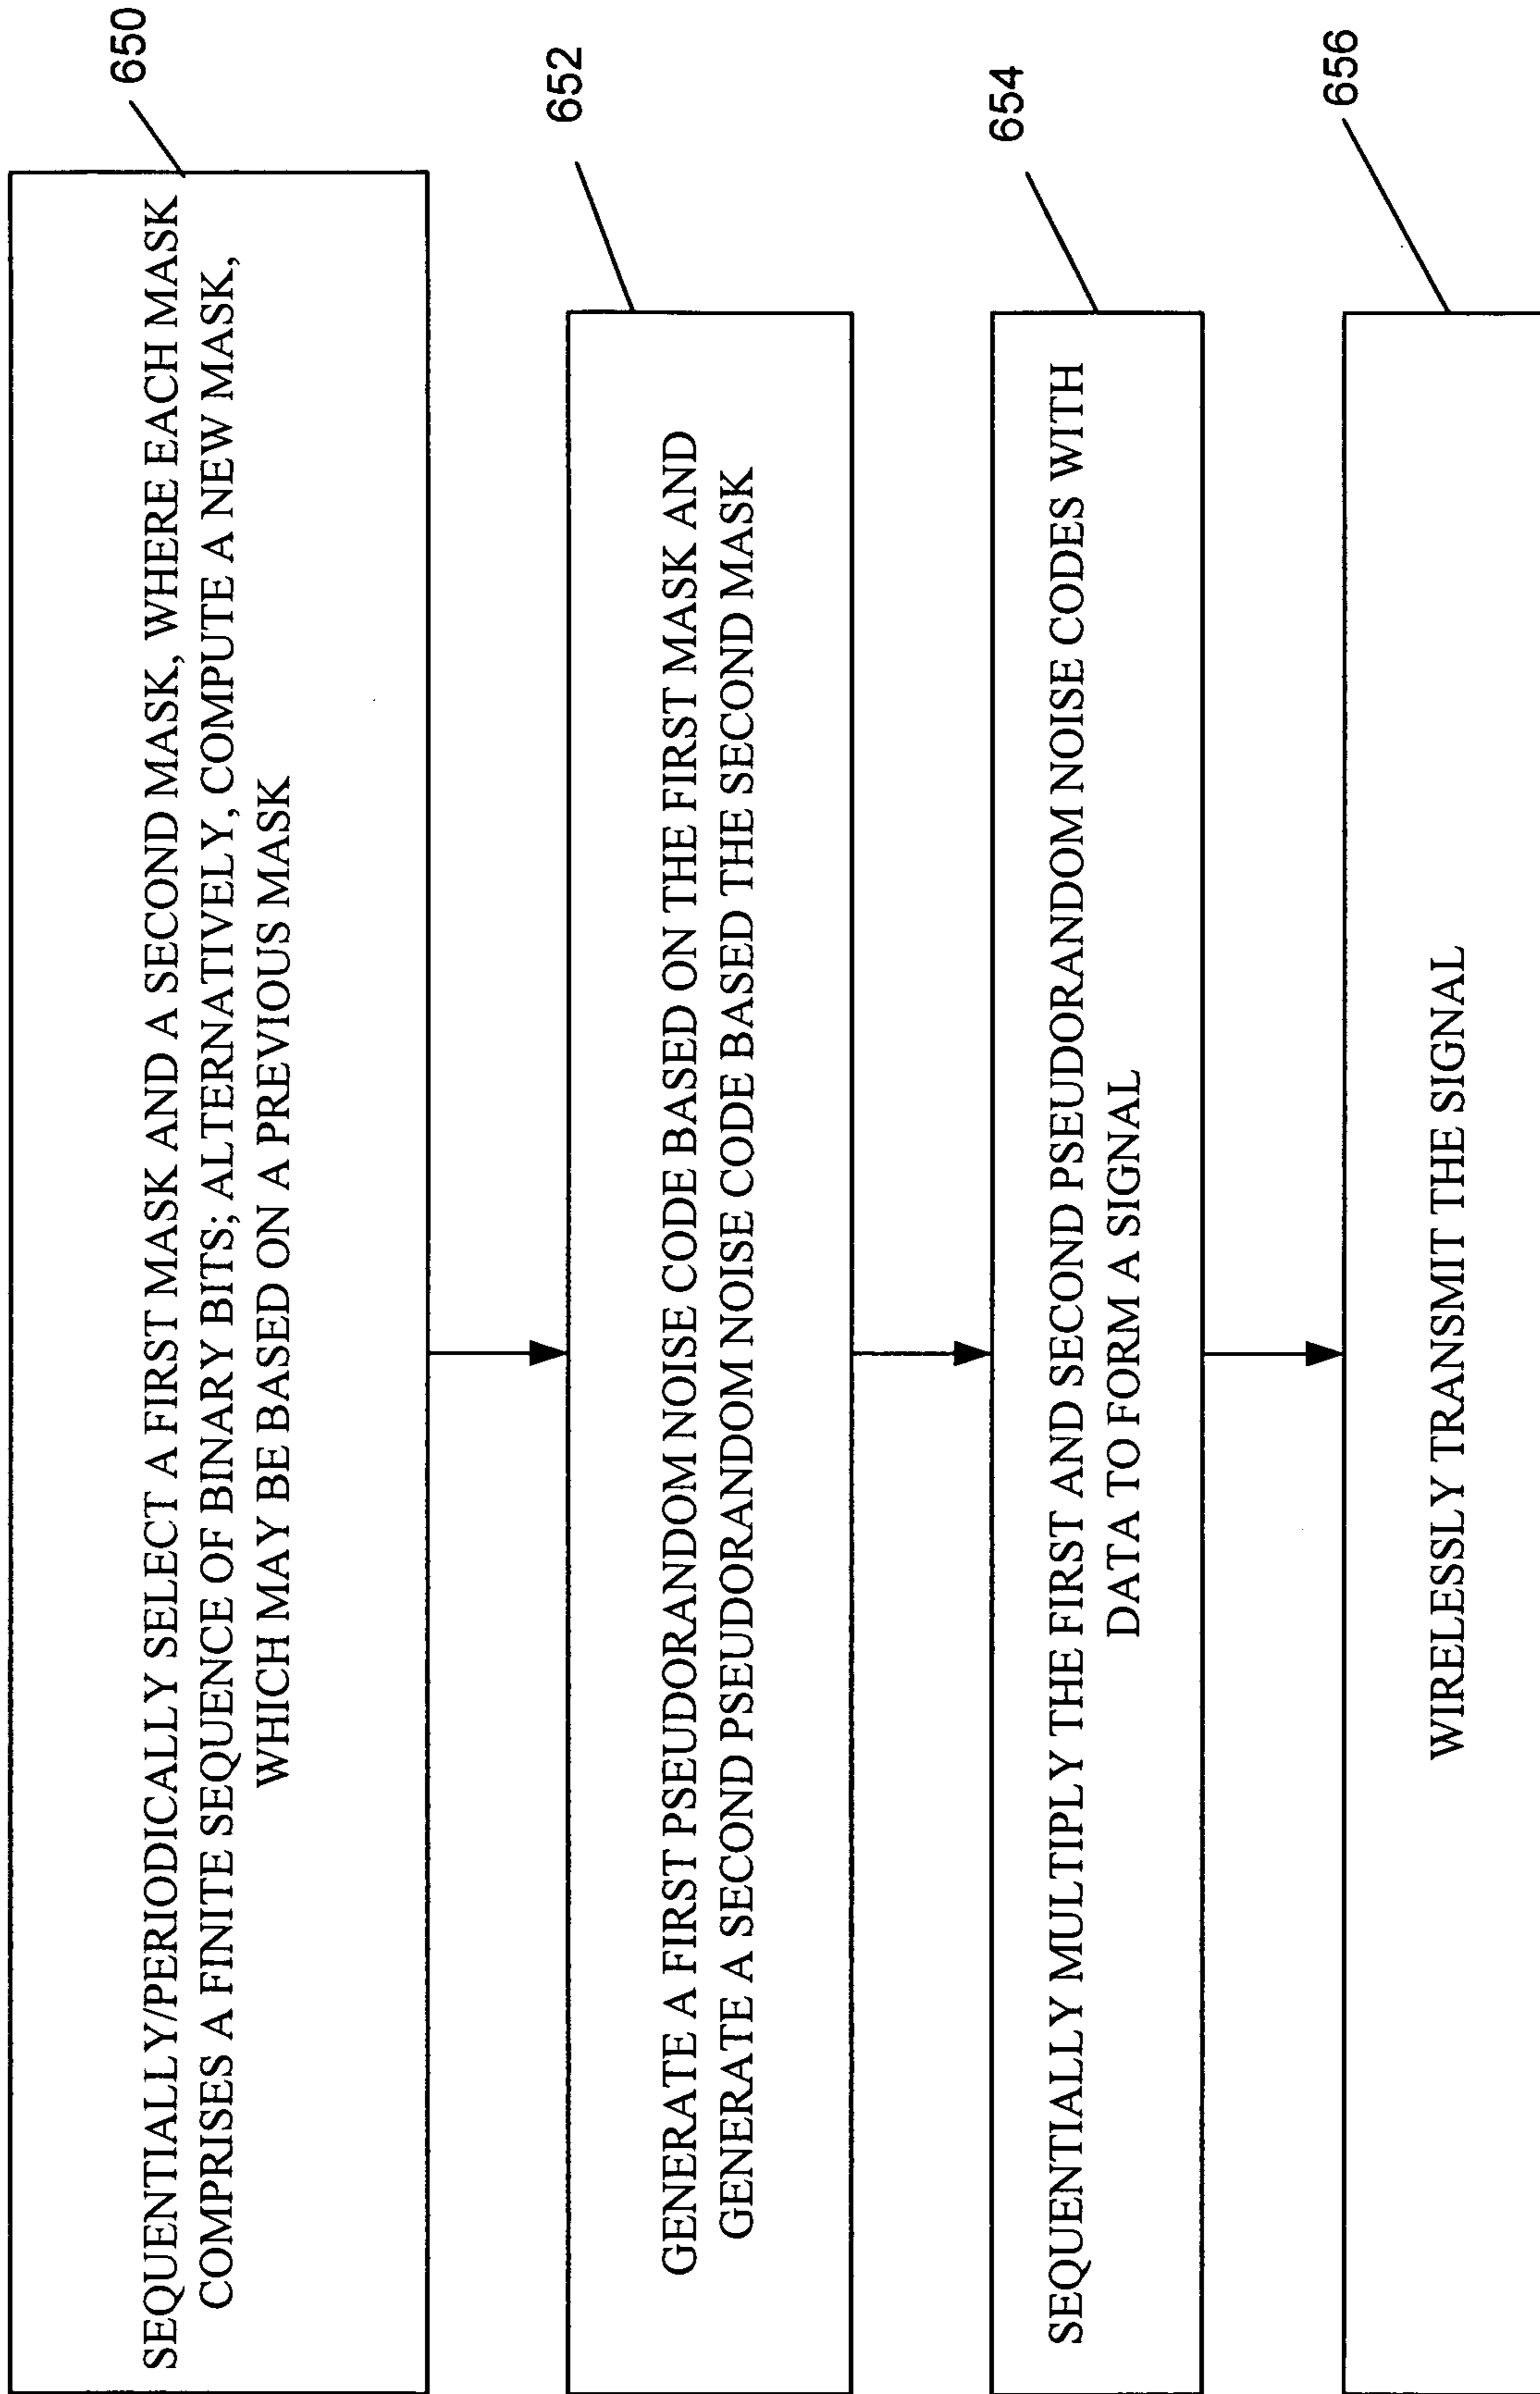 650
SEQUENTIALLY/PERIODICALLY SELECT A FIRST MASK AND A SECOND MASK, WHERE EACH MASK
COMPRISES A FINITE SEQUENCE OF BINARY BITS; ALTERNATIVELY, COMPUTE A NEW MASK,
WHICH MAY BE BASED ON A PREVIOUS MASK
652
GENERATE A FIRST PSEUDORANDOM NOISE CODE BASED ON THE FIRST MASK AND
GENERATE A SECOND PSEUDORANDOM NOISE CODE BASED THE SECOND MASK
654
SEQUENTIALLY MULTIPLY THE FIRST AND SECOND PSEUDORANDOM NOISE CODES WITH
DATA TO FORM A SIGNAL
656
WIRELESSLY TRANSMIT THE SIGNAL